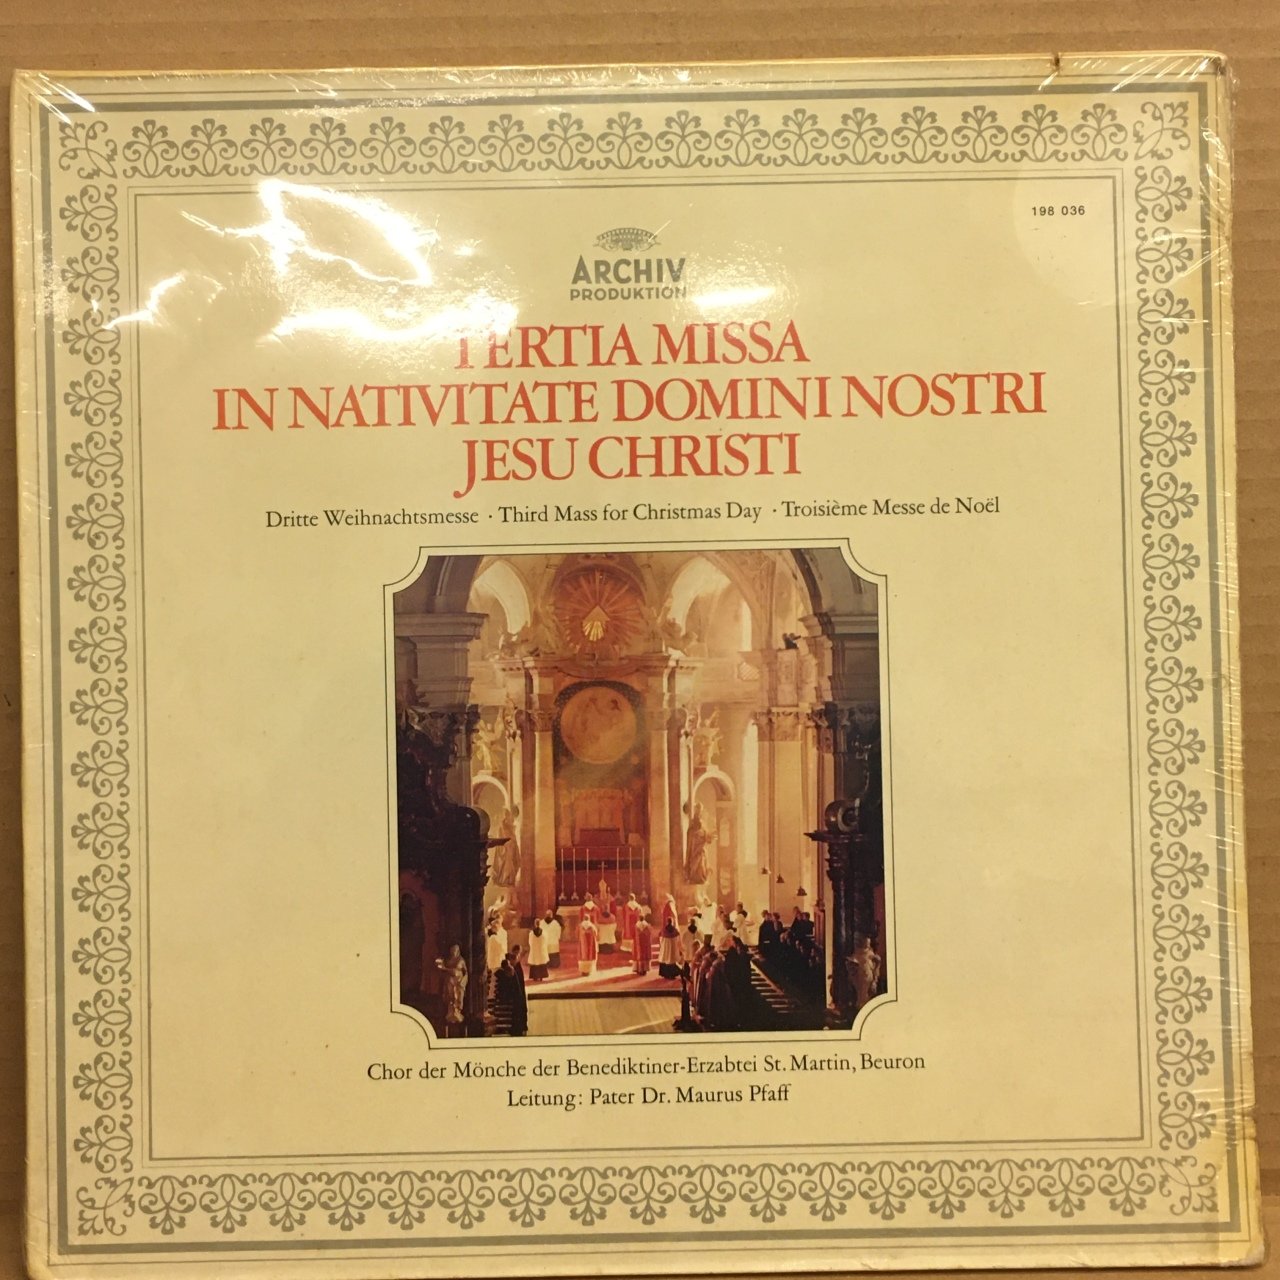 198 036
ARCHIV
PRODUKTION
TERTIA MISSA
IN NATIVITATE DOMINI NOSTRI
JESU CHRISTI
Dritte Weihnachtsmesse · Third Mass for Christmas Day · Troisième Messe de Noël
Chor der Mönche der Benediktiner-Erzabtei St. Martin, Beuron
Leitung: Pater Dr. Maurus Pfaff